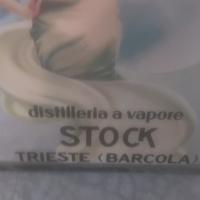 distilleria a vapore
STOCK
TRIESTE (BARCOLA)